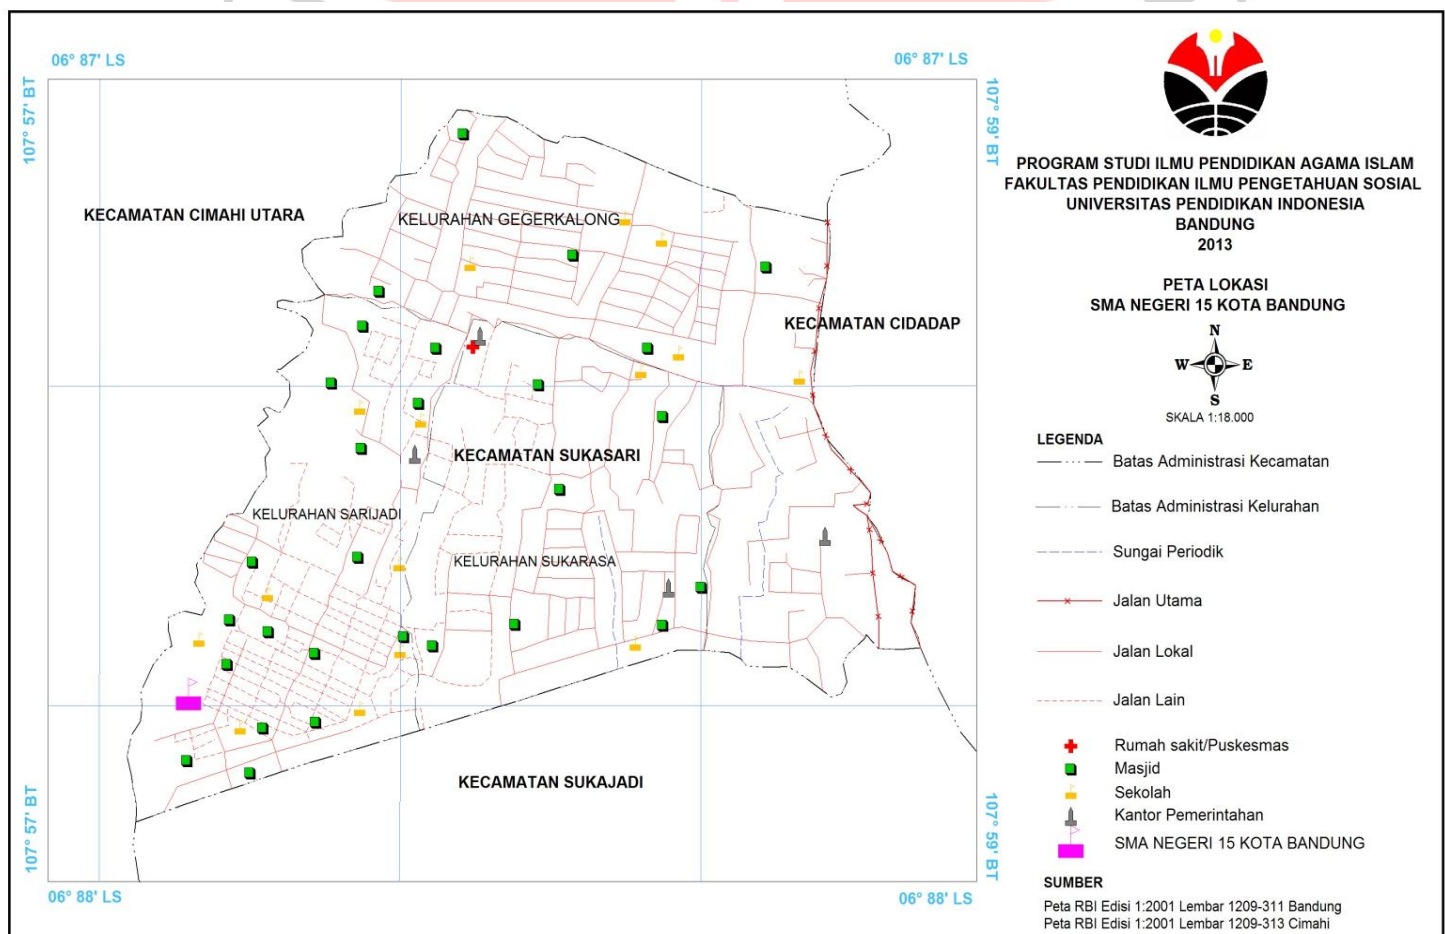 06° 87' LS
06° 87' LS
107° 57' BT
107° 59' BT
KECAMATAN CIMAHI UTARA
KELURAHAN GEGERKALONG
KECAMATAN CIDADAP
KECAMATAN SUKASARI
KELURAHAN SARIJADI
KELURAHAN SUKARASA
KECAMATAN SUKAJADI
107° 57' BT
107° 59' BT
06° 88' LS
06° 88' LS
PROGRAM STUDI ILMU PENDIDIKAN AGAMA ISLAM
FAKULTAS PENDIDIKAN ILMU PENGETAHUAN SOSIAL
UNIVERSITAS PENDIDIKAN INDONESIA
BANDUNG
2013
PETA LOKASI
SMA NEGERI 15 KOTA BANDUNG
N
W E
S
SKALA 1:18.000
LEGENDA
Batas Administrasi Kecamatan
Batas Administrasi Kelurahan
Sungai Periodik
Jalan Utama
Jalan Lokal
Jalan Lain
Rumah sakit/Puskesmas
Masjid
Sekolah
Kantor Pemerintahan
SMA NEGERI 15 KOTA BANDUNG
SUMBER
Peta RBI Edisi 1:2001 Lembar 1209-311 Bandung
Peta RBI Edisi 1:2001 Lembar 1209-313 Cimahi